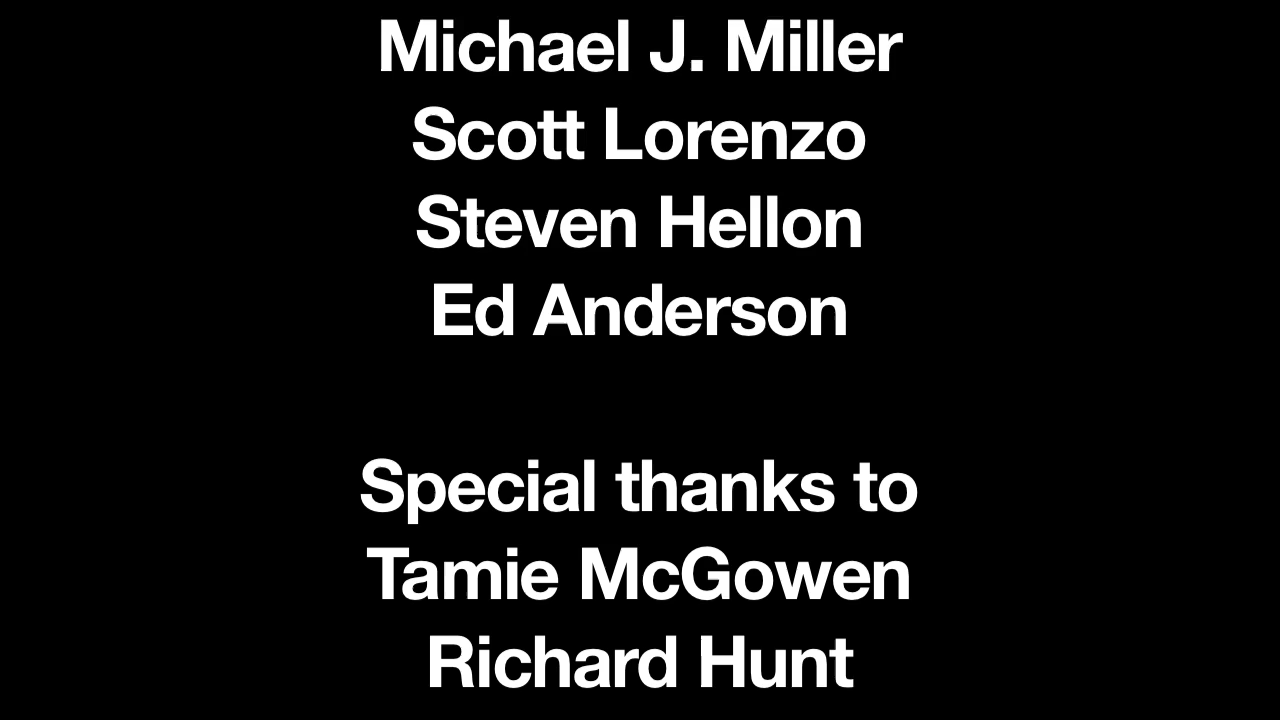 Michael J. Miller
Scott Lorenzo
Steven Hellon
Ed Anderson
Special thanks to
Tamie McGowen
Richard Hunt